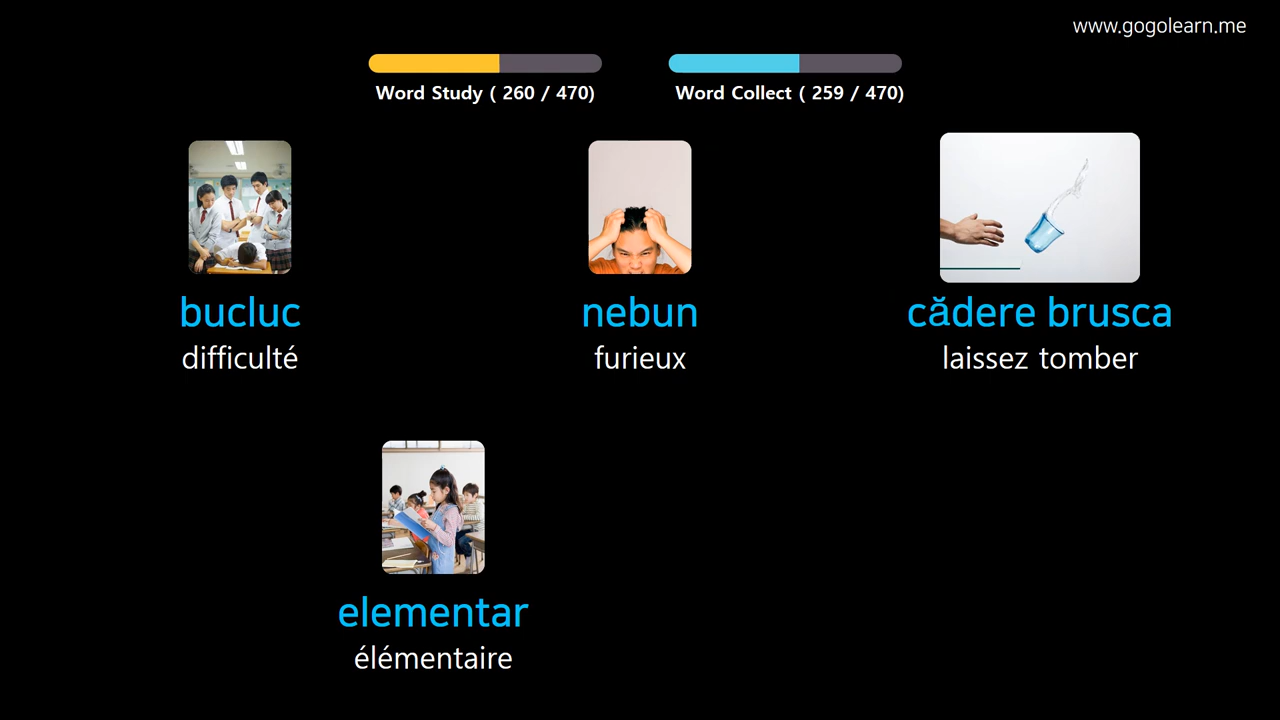 www.gogolearn.me
Word Study ( 260 / 470)
Word Collect ( 259 / 470)
bucluc
difficulté
nebun
furieux
cădere brusca
laissez tomber
elementar
élémentaire